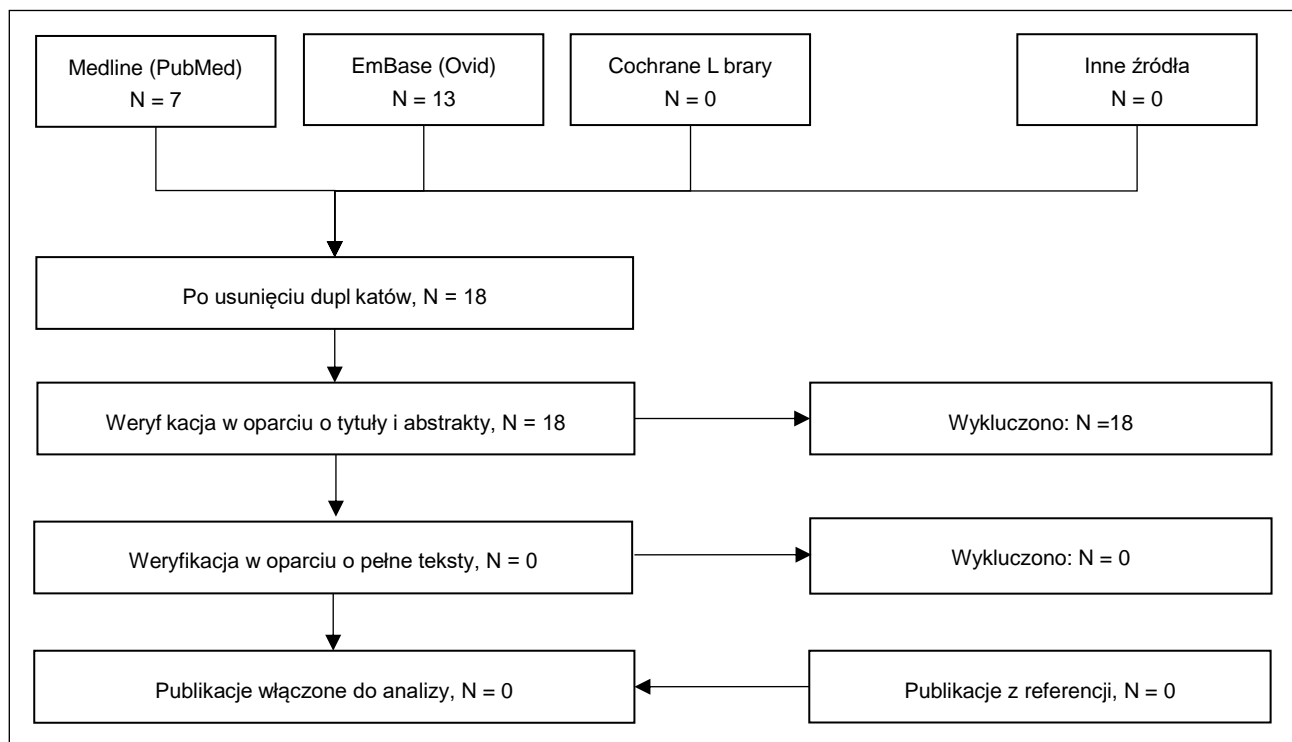 Medline (PubMed)
N = 7
EmBase (Ovid)
N = 13
Cochrane L brary
N = 0
Inne źródła
N = 0
Po usunięciu dupl katów, N = 18
Weryf kacja w oparciu o tytuły i abstrakty, N = 18
Wykluczono: N =18
Weryfikacja w oparciu o pełne teksty, N = 0
Wykluczono: N = 0
Publikacje włączone do analizy, N = 0
Publikacje z referencji, N = 0